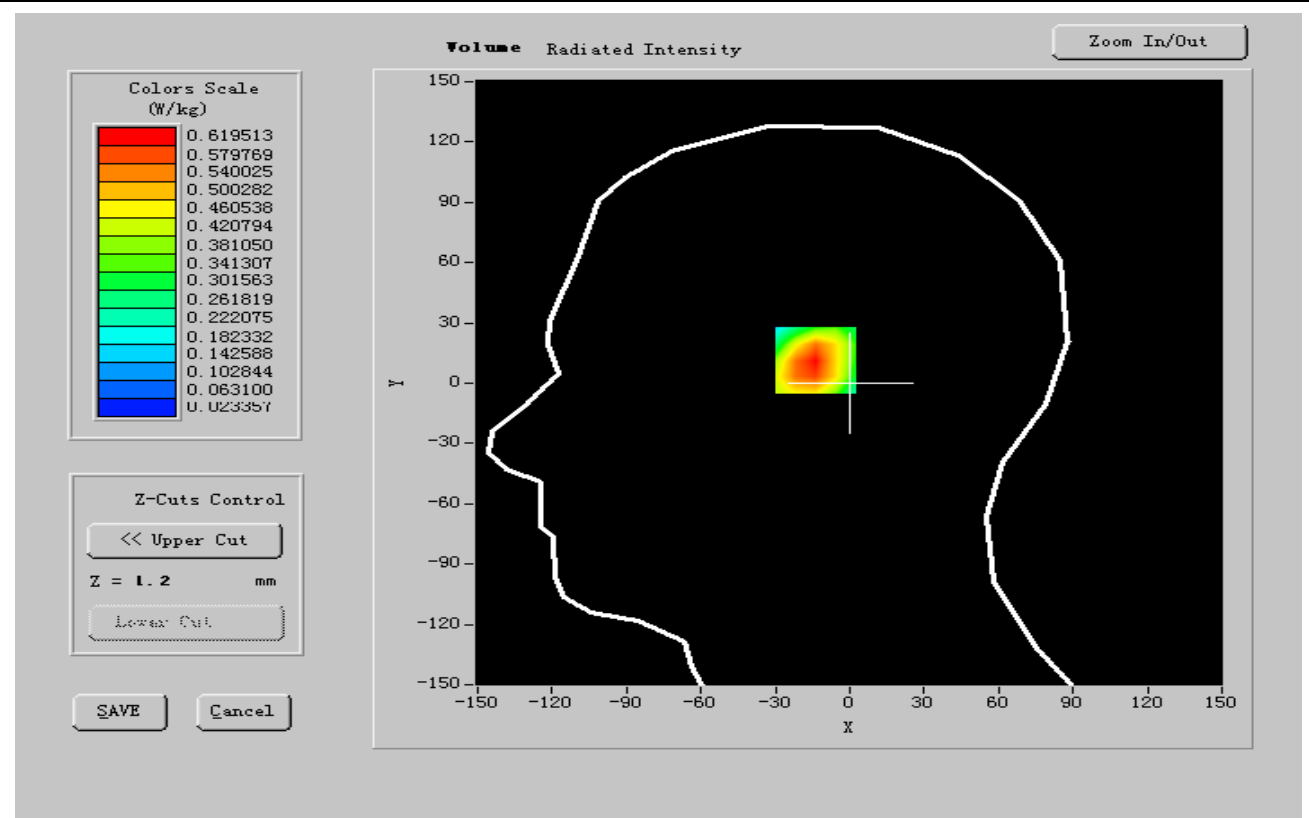 Volume Radiated Intensity
Zoom In/Out
Colors Scale
(W/kg)
0.619513
0.579769
0.540025
0.500282
0.460538
0.420794
0.381050
0.341307
0.301563
0.261819
0.222075
0.182332
0.142588
0.102844
0.063100
0.023357
Z-Cuts Control
<< Upper Cut
Z = 1.2 mm
Lower Cut
SAVE
Cancel
150
120
90
60
30
0
-30
-60
-90
-120
-150
Y
-150 -120 -90 -60 -30 0 30 60 90 120 150
X